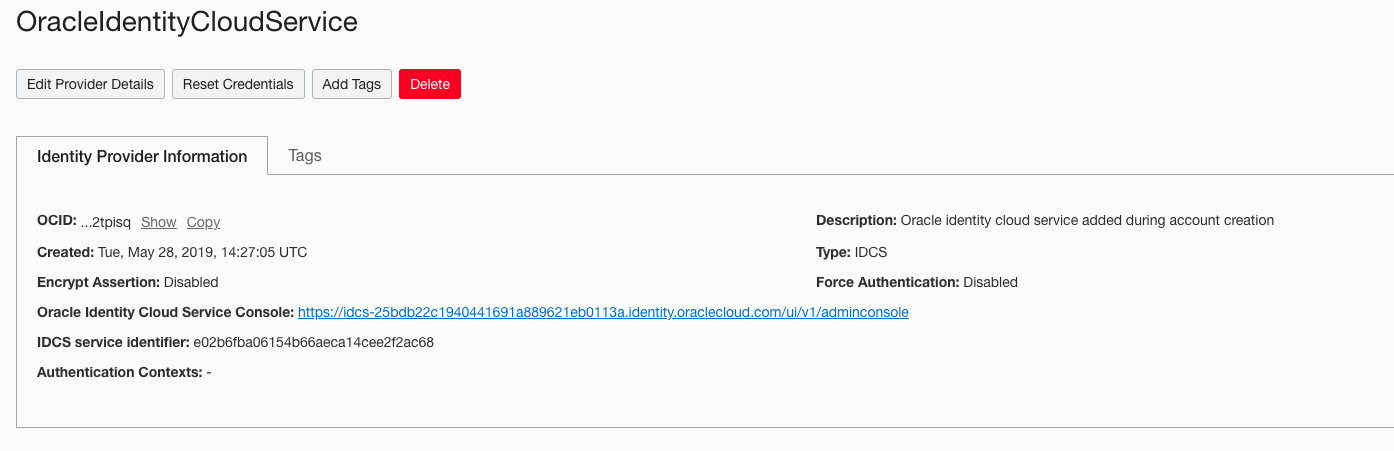 OracleIdentityCloudService
Edit Provider Details Reset Credentials Add Tags Delete
Identity Provider Information Tags
OCID: ...2tpisq Show Copy
Description: Oracle identity cloud service added during account creation
Created: Tue, May 28, 2019, 14:27:05 UTC
Type: IDCS
Encrypt Assertion: Disabled
Force Authentication: Disabled
Oracle Identity Cloud Service Console: https://idcs-25bdb22c1940441691a889621eb0113a.identity.oraclecloud.com/ui/v1/adminconsole
IDCS service identifier: e02b6fba06154b66aeca14cee2f2ac68
Authentication Contexts: -